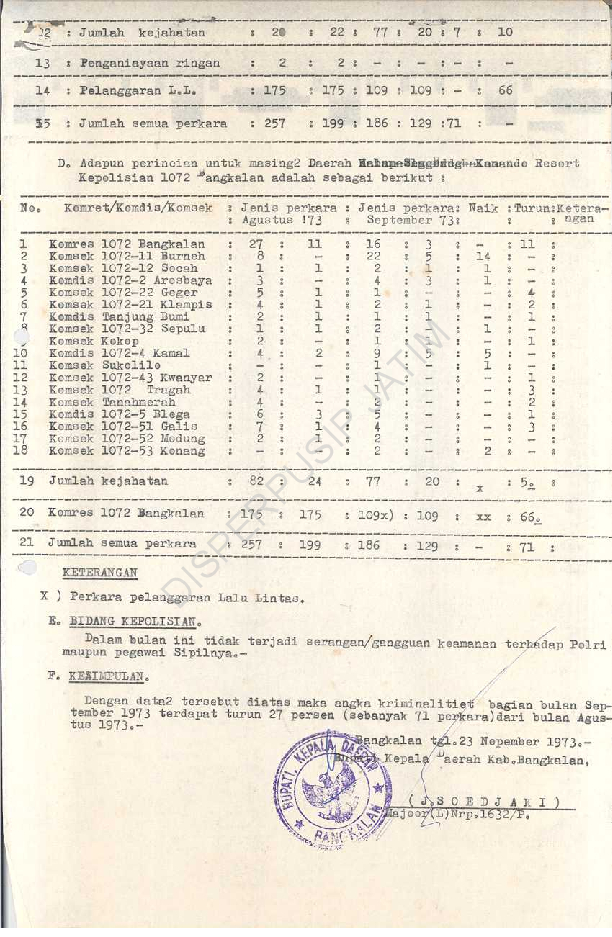 22 : Jumlah kejahatan : 20 : 22 : 77 : 20 : 7 : 10
13 : Penganiayaan ringan : 2 : 2 : - : - : - : -
14 : Pelanggaran L.L. : 175 : 175 : 109 : 109 : - : 66
15 : Jumlah semua perkara : 257 : 199 : 186 : 129 :71 : -
D. Adapun perincian untuk masing2 Daerah Komando Resort
Kepolisian 1072 Bangkalan adalah sebagai berikut :
No. Komret/Komdis/Komsek : Jenis perkara : Jenis perkara: Naik : Turun:Ketera-
: Agustus !73 : September 73: : : ngan
1 Komres 1072 Bangkalan : 27 : 11 : 16 : 3 : - : 11 :
2 Komsek 1072-11 Burneh : 8 : - : 22 : 5 : 14 : - :
3 Komsek 1072-12 Socah : 1 : 1 : 2 : 1 : 1 : - :
4 Komdis 1072-2 Arosbaya : 3 : - : 4 : 3 : 1 : - :
5 Komsek 1072-22 Geger : 5 : 1 : 1 : - : - : 4 :
6 Komsek 1072-21 Klampis : 4 : 1 : 2 : 1 : - : 2 :
7 Komdis Tanjung Bumi : 2 : 1 : 1 : 1 : - : 1 :
8 Komsek 1072-32 Sepulu : 1 : 1 : 2 : - : 1 : - :
Komsek Kokop : 2 : - : 1 : 1 : - : 1 :
10 Komdis 1072-4 Kamal : 4 : 2 : 9 : 5 : 5 : - :
11 Komsek Sukolilo : - : - : 1 : - : 1 : - :
12 Komsek 1072-43 Kwanyar : 2 : - : 1 : - : - : 1 :
13 Komsek 1072 Tragah : 4 : 1 : 1 : - : - : 3 :
14 Komsek Tanahmerah : 4 : - : 2 : - : - : 2 :
15 Komdis 1072-5 Blega : 6 : 3 : 5 : - : - : 1 :
16 Komsek 1072-51 Galis : 7 : 1 : 4 : - : - : 3 :
17 Komsek 1072-52 Modung : 2 : 1 : 2 : - : - : - :
18 Komsek 1072-53 Konang : - : - : 2 : - : 2 : - :
19 Jumlah kejahatan : 82 : 24 : 77 : 20 : x : 5. :
20 Komres 1072 Bangkalan : 175 : 175 : 109x) : 109 : xx : 66. :
21 Jumlah semua perkara : 257 : 199 : 186 : 129 : - : 71 :
KETERANGAN
X ) Perkara pelanggaran Lalu Lintas.
E. BIDANG KEPOLISIAN.
Dalam bulan ini tidak terjadi serangan/gangguan keamanan terhadap Polri
maupun pegawai Sipilnya.-
F. KESIMPULAN.
Dengan data2 tersebut diatas maka angka kriminalitiet bagian bulan Sep-
tember 1973 terdapat turun 27 persen (sebanyak 71 perkara)dari bulan Agus-
tus 1973.-
Bangkalan tgl.23 Nopember 1973.-
Bupati Kepala Daerah Kab.Bangkalan,
( J.SOEDJARI )
Majoor(L)Nrp.1632/P.
BUPATI KEPALA DAERAH
BANGKALAN
DISPERPUSIP JATIM